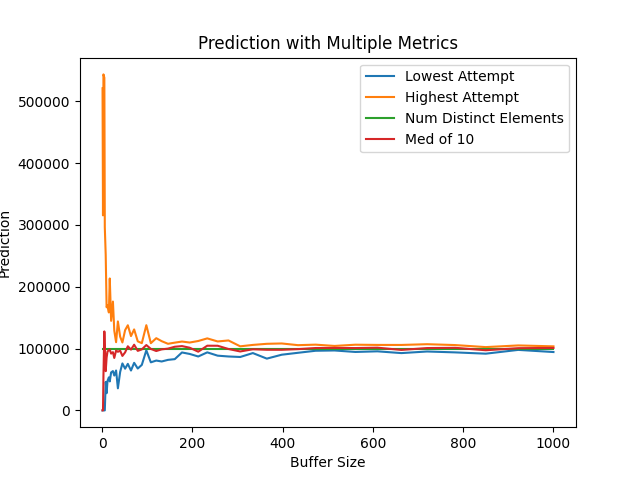 Prediction with Multiple Metrics
Lowest Attempt
Highest Attempt
Num Distinct Elements
Med of 10
500000
400000
300000
200000
100000
0
Prediction
0 200 400 600 800 1000
Buffer Size